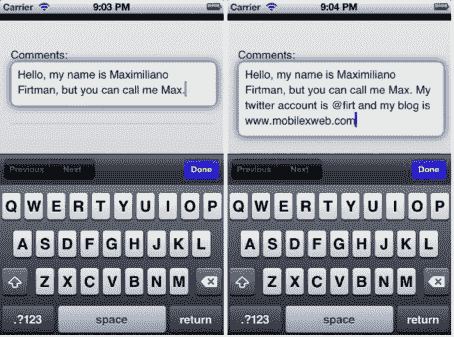 Carrier 9:03 PM
Comments:
Hello, my name is Maximiliano
Firtman, but you can call me Max.
Previous Next Done
Q W E R T Y U I O P
A S D F G H J K L
Z X C V B N M
.?123 space return
Carrier 9:04 PM
Comments:
Hello, my name is Maximiliano
Firtman, but you can call me Max. My
twitter account is @firt and my blog is
www.mobilexweb.com
Previous Next Done
Q W E R T Y U I O P
A S D F G H J K L
Z X C V B N M
.?123 space return